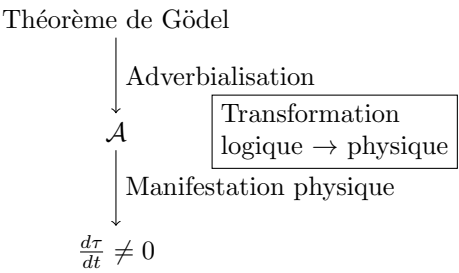 Théorème de Gödel
Adverbialisation
𝒜
Transformation
logique → physique
Manifestation physique
dτ/dt ≠ 0